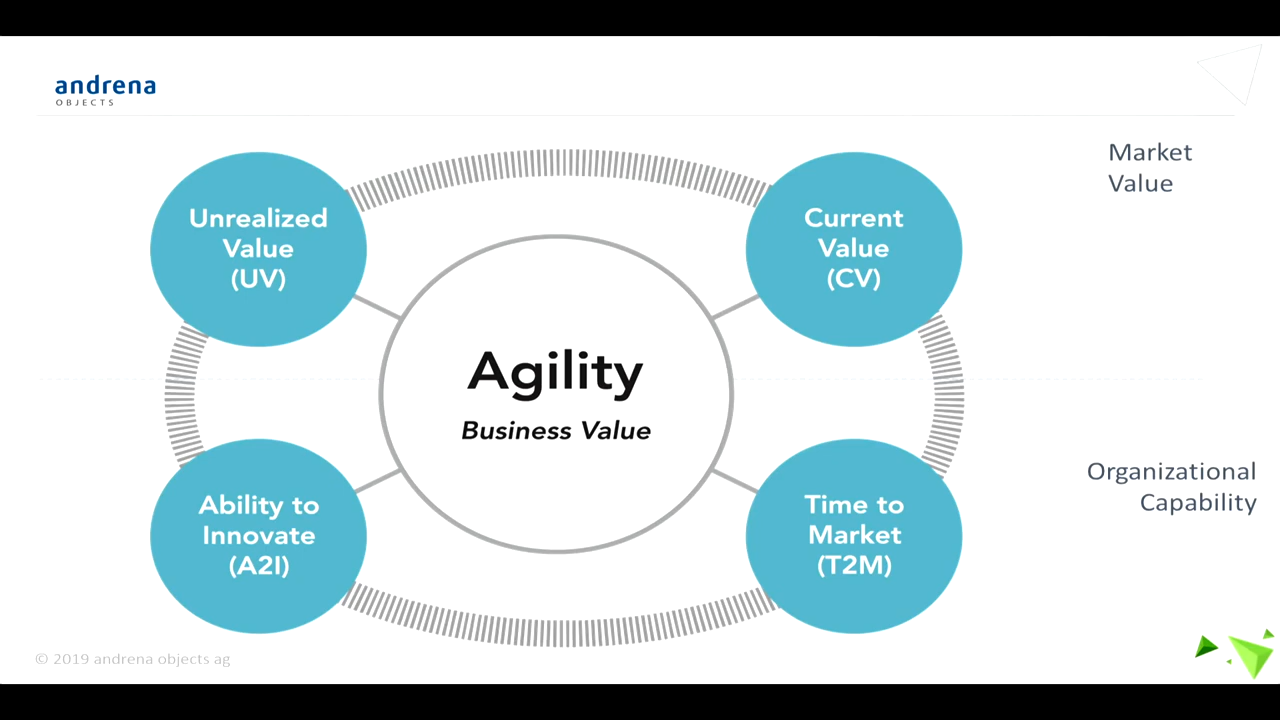 andrena
OBJECTS
Market
Value
Unrealized
Value
(UV)
Current
Value
(CV)
Agility
Business Value
Organizational
Capability
Ability to
Innovate
(A2I)
Time to
Market
(T2M)
© 2019 andrena objects ag